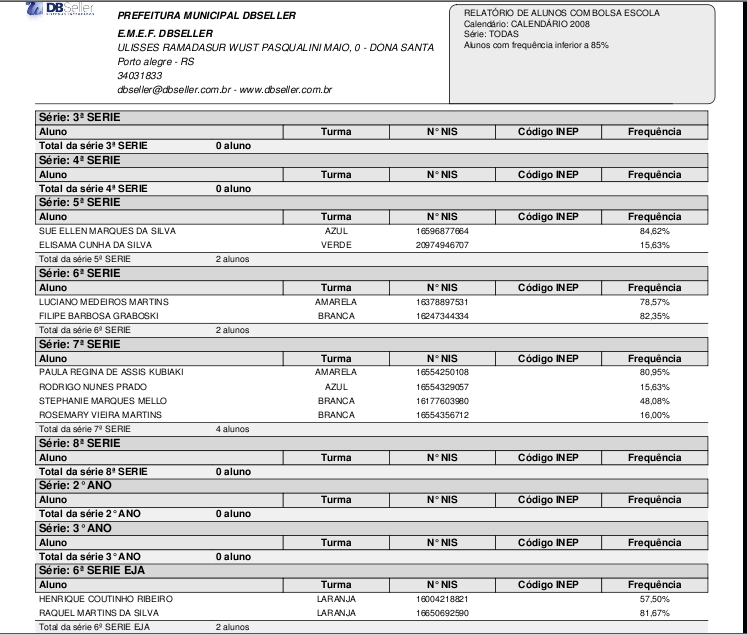 DBSeller
PREFEITURA MUNICIPAL DBSELLER
E.M.E.F. DBSELLER
ULISSES RAMADASUR WUST PASQUALINI MAIO, 0 - DONA SANTA
Porto alegre - RS
34031833
dbseller@dbseller.com.br - www.dbseller.com.br
RELATÓRIO DE ALUNOS COM BOLSA ESCOLA
Calendário: CALENDÁRIO 2008
Série: TODAS
Alunos com frequência inferior a 85%
Série: 3ª SERIE
Aluno Turma N° NIS Código INEP Frequência
Total da série 3ª SERIE 0 aluno
Série: 4ª SERIE
Aluno Turma N° NIS Código INEP Frequência
Total da série 4ª SERIE 0 aluno
Série: 5ª SERIE
Aluno Turma N° NIS Código INEP Frequência
SUE ELLEN MARQUES DA SILVA AZUL 16596877664 84,62%
ELISAMA CUNHA DA SILVA VERDE 20974946707 15,63%
Total da série 5ª SERIE 2 alunos
Série: 6ª SERIE
Aluno Turma N° NIS Código INEP Frequência
LUCIANO MEDEIROS MARTINS AMARELA 16378897531 78,57%
FILIPE BARBOSA GRABOSKI BRANCA 16247344334 82,35%
Total da série 6ª SERIE 2 alunos
Série: 7ª SERIE
Aluno Turma N° NIS Código INEP Frequência
PAULA REGINA DE ASSIS KUBIAKI AMARELA 16554250108 80,95%
RODRIGO NUNES PRADO AZUL 16554329057 15,63%
STEPHANIE MARQUES MELLO BRANCA 16177603980 48,08%
ROSEMARY VIEIRA MARTINS BRANCA 16554356712 16,00%
Total da série 7ª SERIE 4 alunos
Série: 8ª SERIE
Aluno Turma N° NIS Código INEP Frequência
Total da série 8ª SERIE 0 aluno
Série: 2° ANO
Aluno Turma N° NIS Código INEP Frequência
Total da série 2° ANO 0 aluno
Série: 3° ANO
Aluno Turma N° NIS Código INEP Frequência
Total da série 3° ANO 0 aluno
Série: 6ª SERIE EJA
Aluno Turma N° NIS Código INEP Frequência
HENRIQUE COUTINHO RIBEIRO LARANJA 16004218821 57,50%
RAQUEL MARTINS DA SILVA LARANJA 16650692590 81,67%
Total da série 6ª SERIE EJA 2 alunos